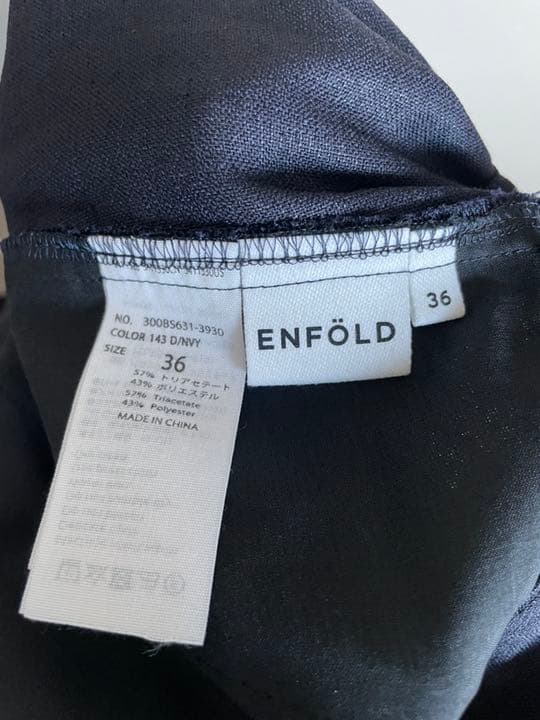 NO. 300BS631-3930
COLOR 143 D/NVY
SIZE 36
57% トリアセテート
43% ポリエステル
57% Triacetate
43% Polyester
MADE IN CHINA
ENFÖLD
36